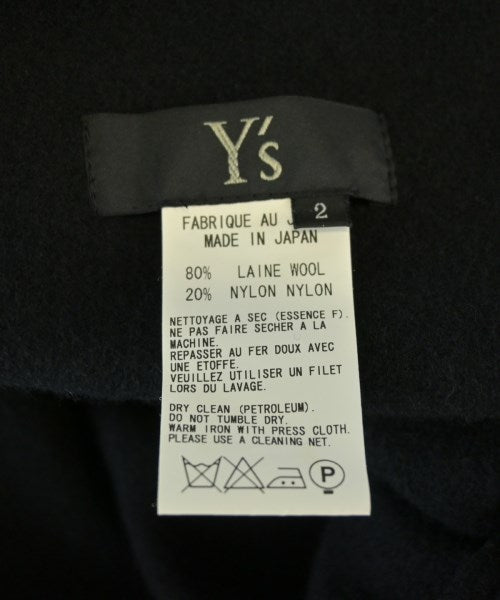 Y's
2
FABRIQUE AU J
MADE IN JAPAN
80% LAINE WOOL
20% NYLON NYLON
NETTOYAGE A SEC (ESSENCE F).
NE PAS FAIRE SECHER A LA
MACHINE.
REPASSER AU FER DOUX AVEC
UNE ETOFFE.
VEUILLEZ UTILISER UN FILET
LORS DU LAVAGE.
DRY CLEAN (PETROLEUM).
DO NOT TUMBLE DRY.
WARM IRON WITH PRESS CLOTH.
PLEASE USE A CLEANING NET.
P